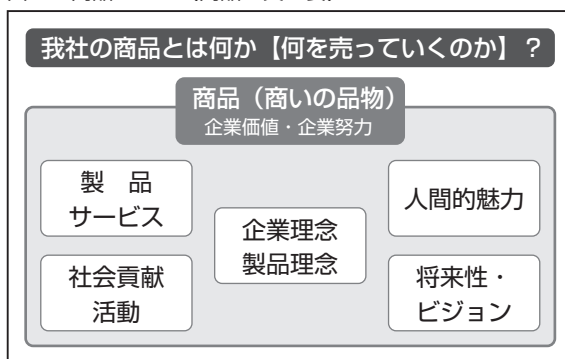 我社の商品とは何か【何を売っていくのか】？
商品（商いの品物）
企業価値・企業努力
製　品
サービス
人間的魅力
企業理念
製品理念
社会貢献
活動
将来性・
ビジョン